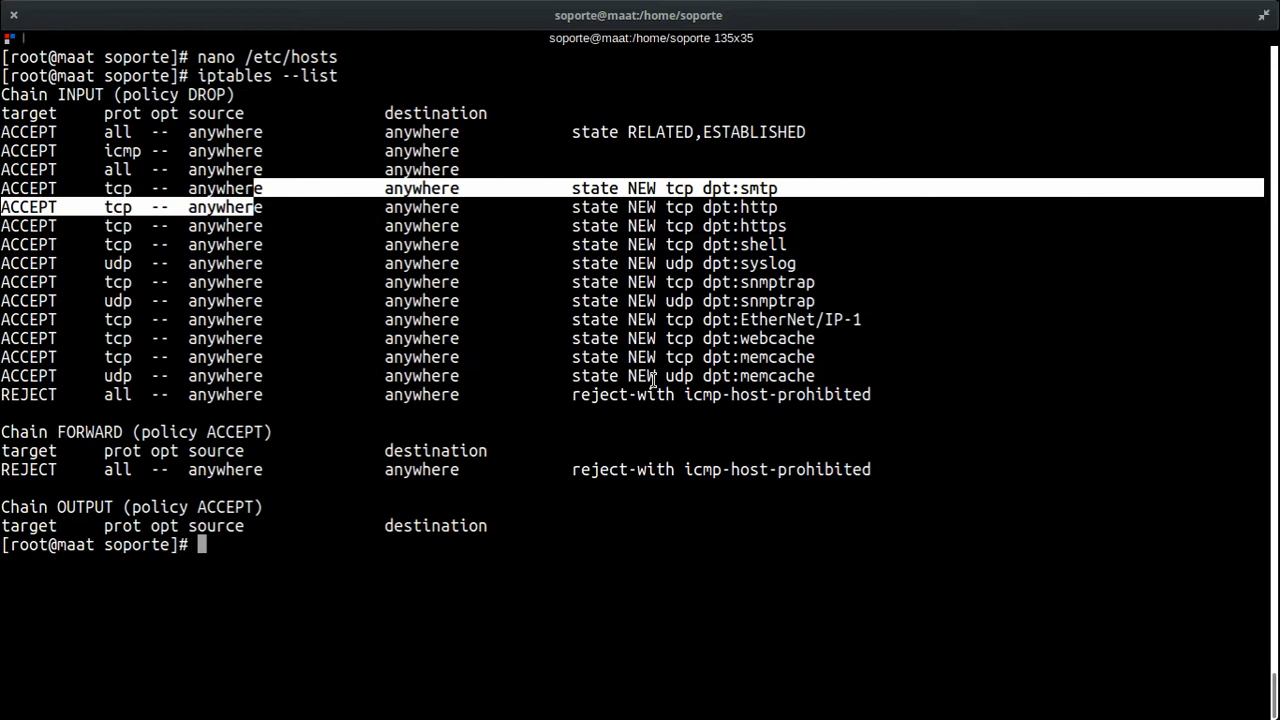 soporte@maat:/home/soporte
soporte@maat:/home/soporte 135x35
[root@maat soporte]# nano /etc/hosts
[root@maat soporte]# iptables --list
Chain INPUT (policy DROP)
target     prot opt source               destination
ACCEPT     all  --  anywhere             anywhere            state RELATED,ESTABLISHED
ACCEPT     icmp --  anywhere             anywhere
ACCEPT     all  --  anywhere             anywhere
ACCEPT     tcp  --  anywhere             anywhere            state NEW tcp dpt:smtp
ACCEPT     tcp  --  anywhere             anywhere            state NEW tcp dpt:http
ACCEPT     tcp  --  anywhere             anywhere            state NEW tcp dpt:https
ACCEPT     tcp  --  anywhere             anywhere            state NEW tcp dpt:shell
ACCEPT     udp  --  anywhere             anywhere            state NEW udp dpt:syslog
ACCEPT     tcp  --  anywhere             anywhere            state NEW tcp dpt:snmptrap
ACCEPT     udp  --  anywhere             anywhere            state NEW udp dpt:snmptrap
ACCEPT     tcp  --  anywhere             anywhere            state NEW tcp dpt:EtherNet/IP-1
ACCEPT     tcp  --  anywhere             anywhere            state NEW tcp dpt:webcache
ACCEPT     tcp  --  anywhere             anywhere            state NEW tcp dpt:memcache
ACCEPT     udp  --  anywhere             anywhere            state NEW udp dpt:memcache
REJECT     all  --  anywhere             anywhere            reject-with icmp-host-prohibited
Chain FORWARD (policy ACCEPT)
target     prot opt source               destination
REJECT     all  --  anywhere             anywhere            reject-with icmp-host-prohibited
Chain OUTPUT (policy ACCEPT)
target     prot opt source               destination
[root@maat soporte]#